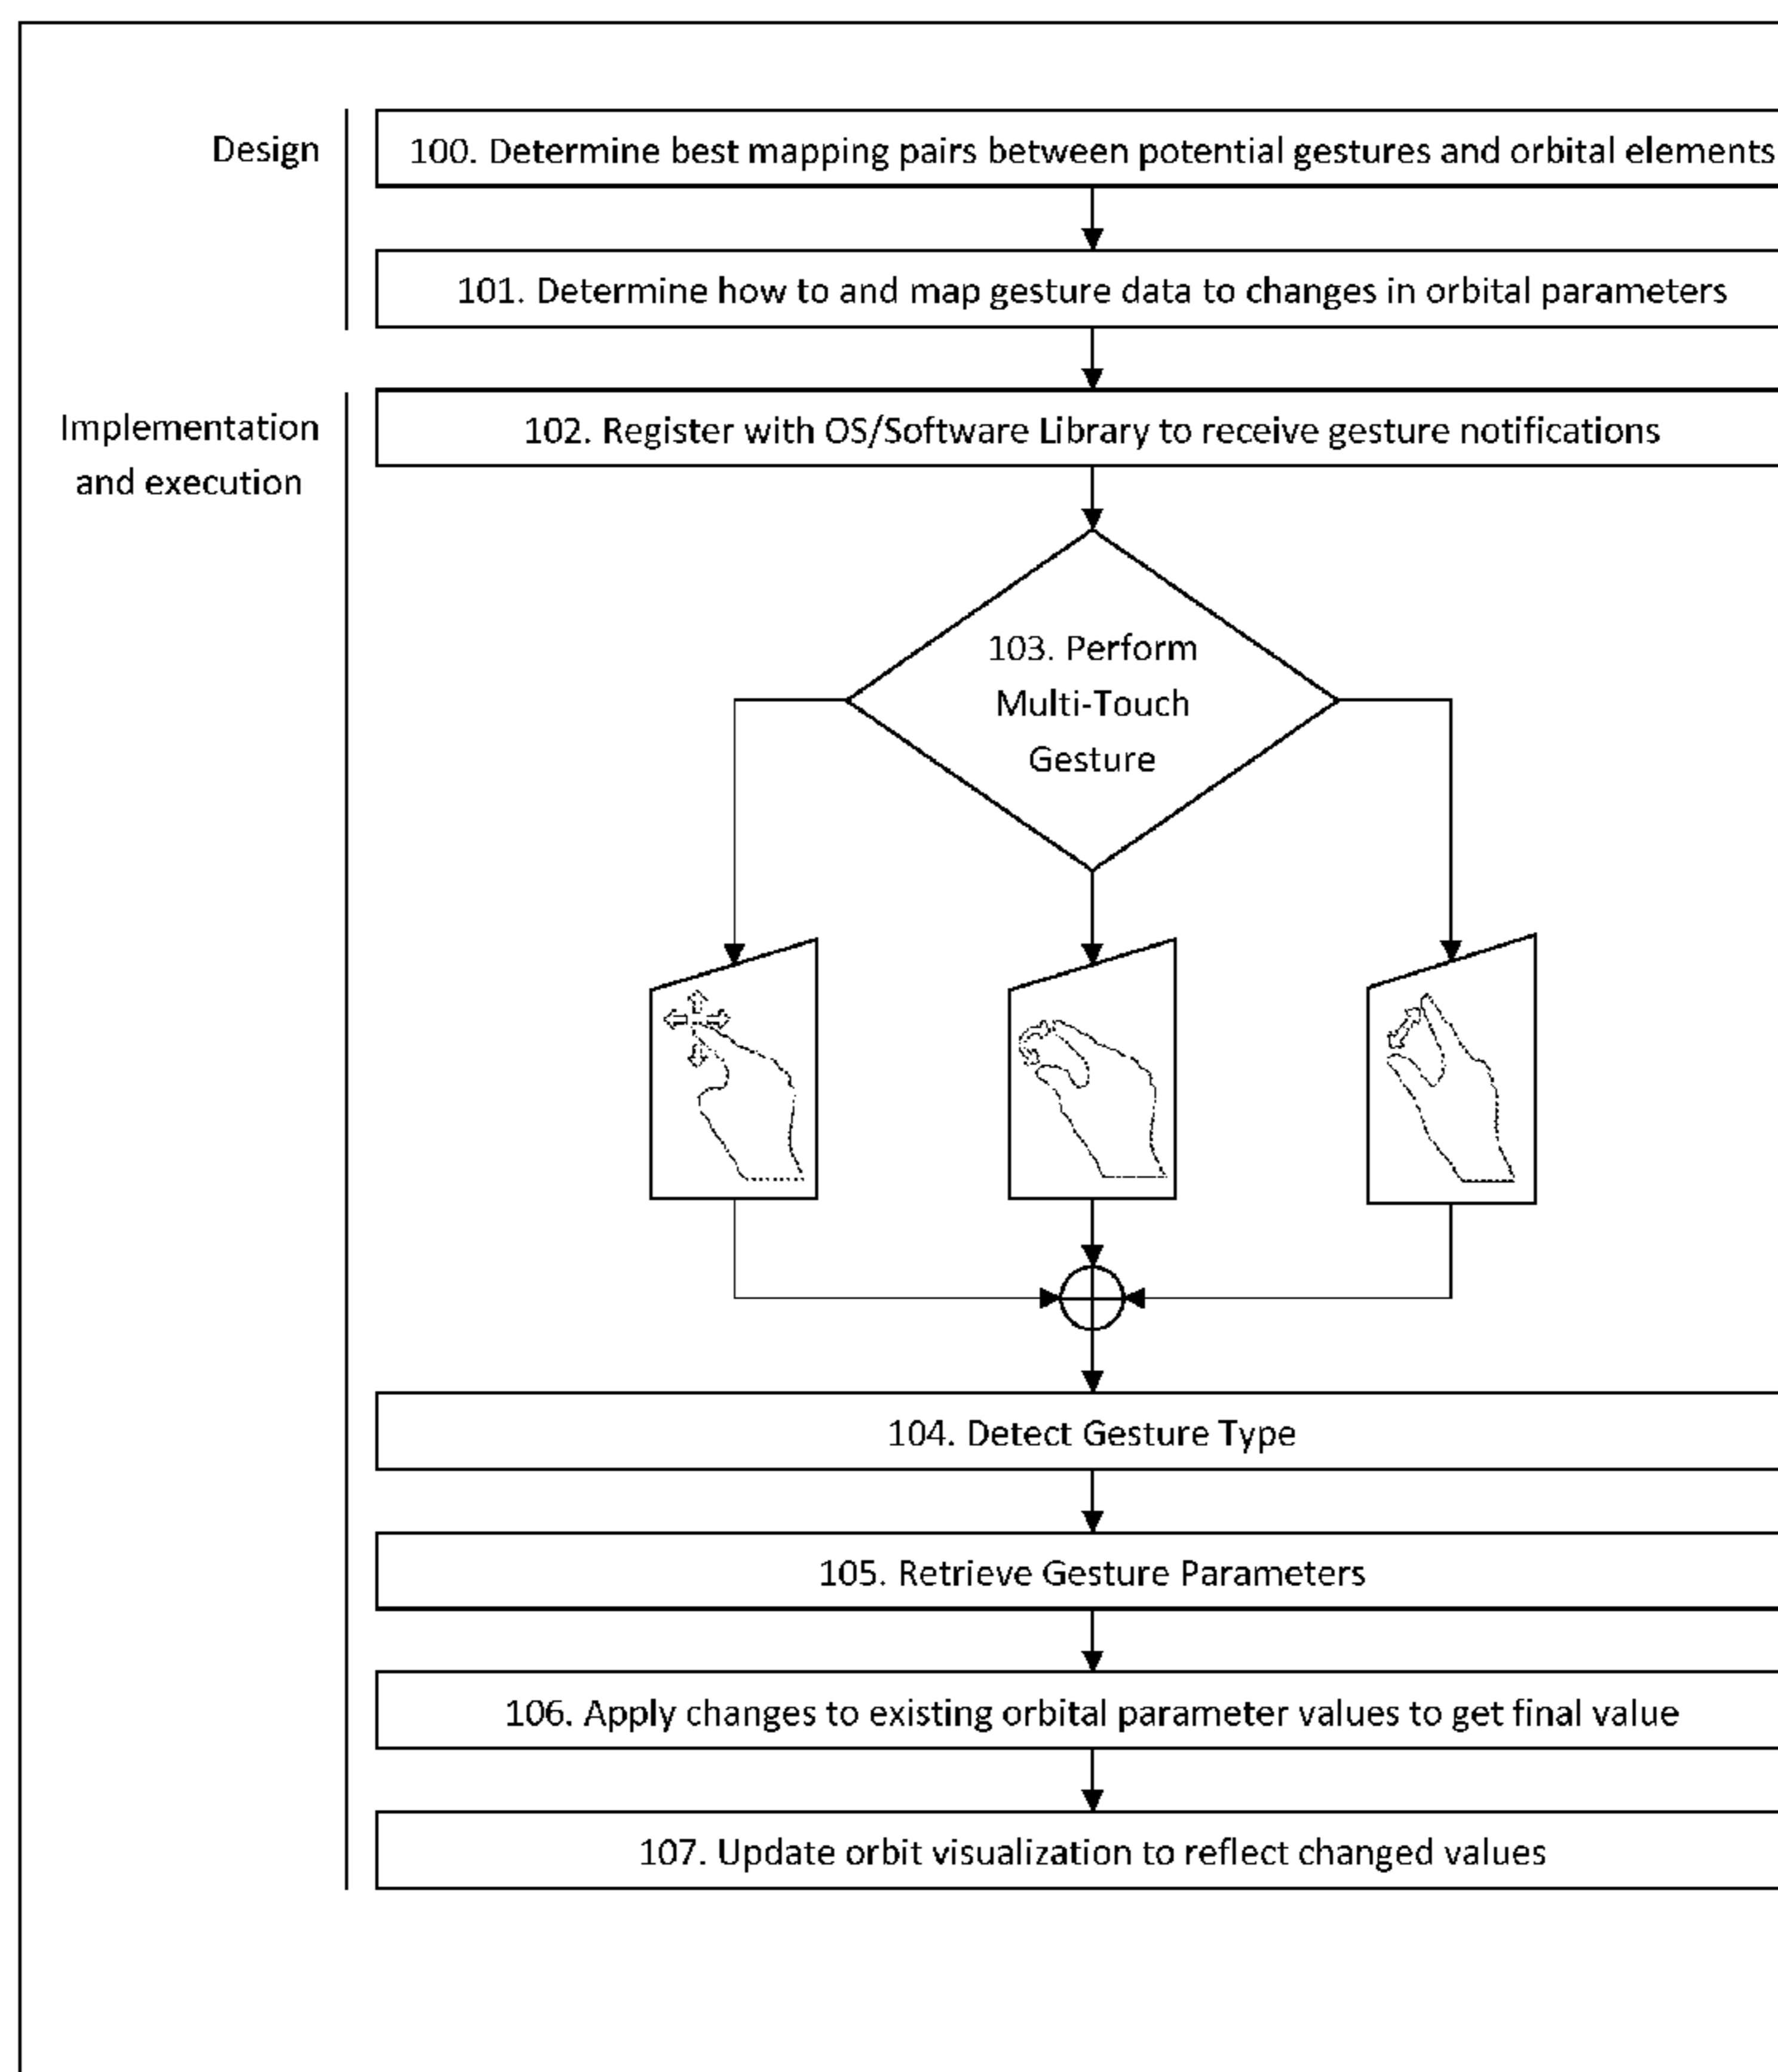 Design
100. Determine best mapping pairs between potential gestures and orbital elements
101. Determine how to and map gesture data to changes in orbital parameters
Implementation
and execution
102. Register with OS/Software Library to receive gesture notifications
103. Perform
Multi-Touch
Gesture
104. Detect Gesture Type
105. Retrieve Gesture Parameters
106. Apply changes to existing orbital parameter values to get final value
107. Update orbit visualization to reflect changed values